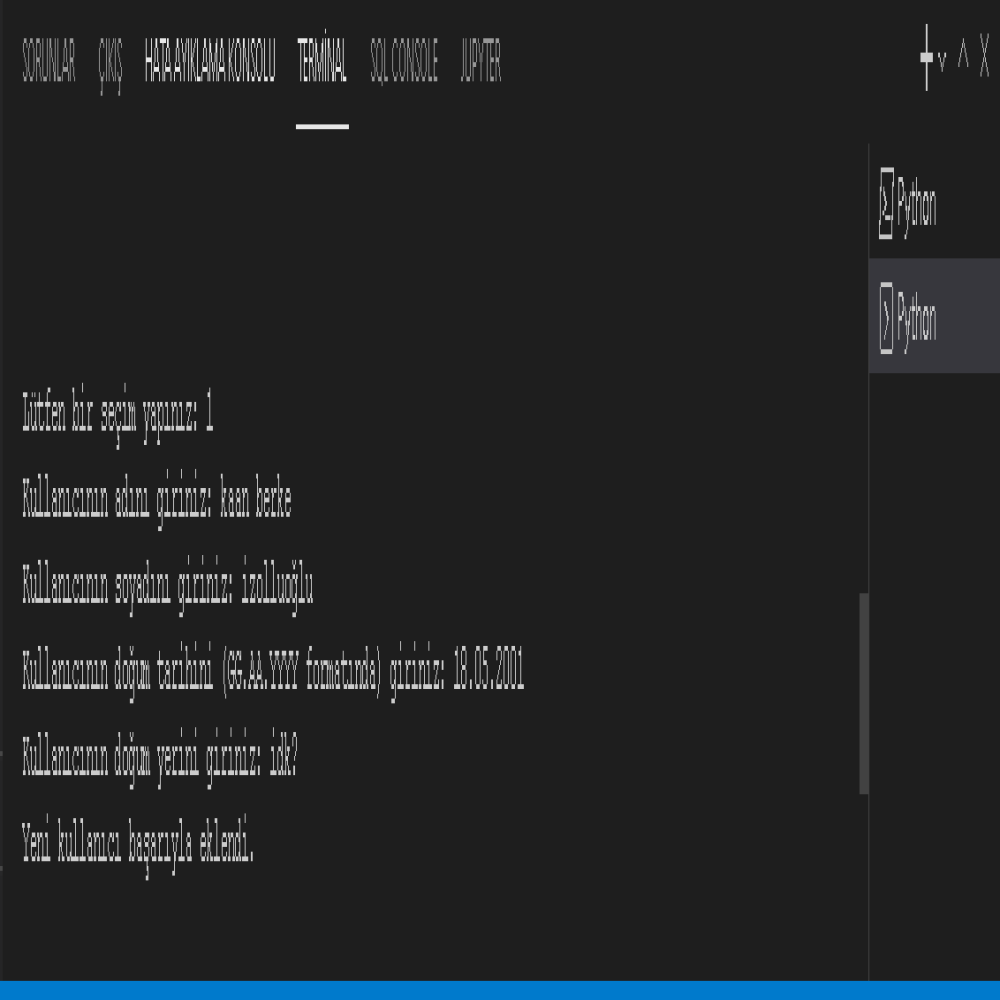 SORUNLAR ÇIKIŞ HATA AYIKLAMA KONSOLU TERMİNAL SQL CONSOLE JUPYTER
Python
Python
Lütfen bir seçim yapınız: 1
Kullanıcının adını giriniz: kaan berke
Kullanıcının soyadını giriniz: izolluoğlu
Kullanıcının doğum tarihini (GG.AA.YYYY formatında) giriniz: 18.05.2001
Kullanıcının doğum yerini giriniz: idk?
Yeni kullanıcı başarıyla eklendi.